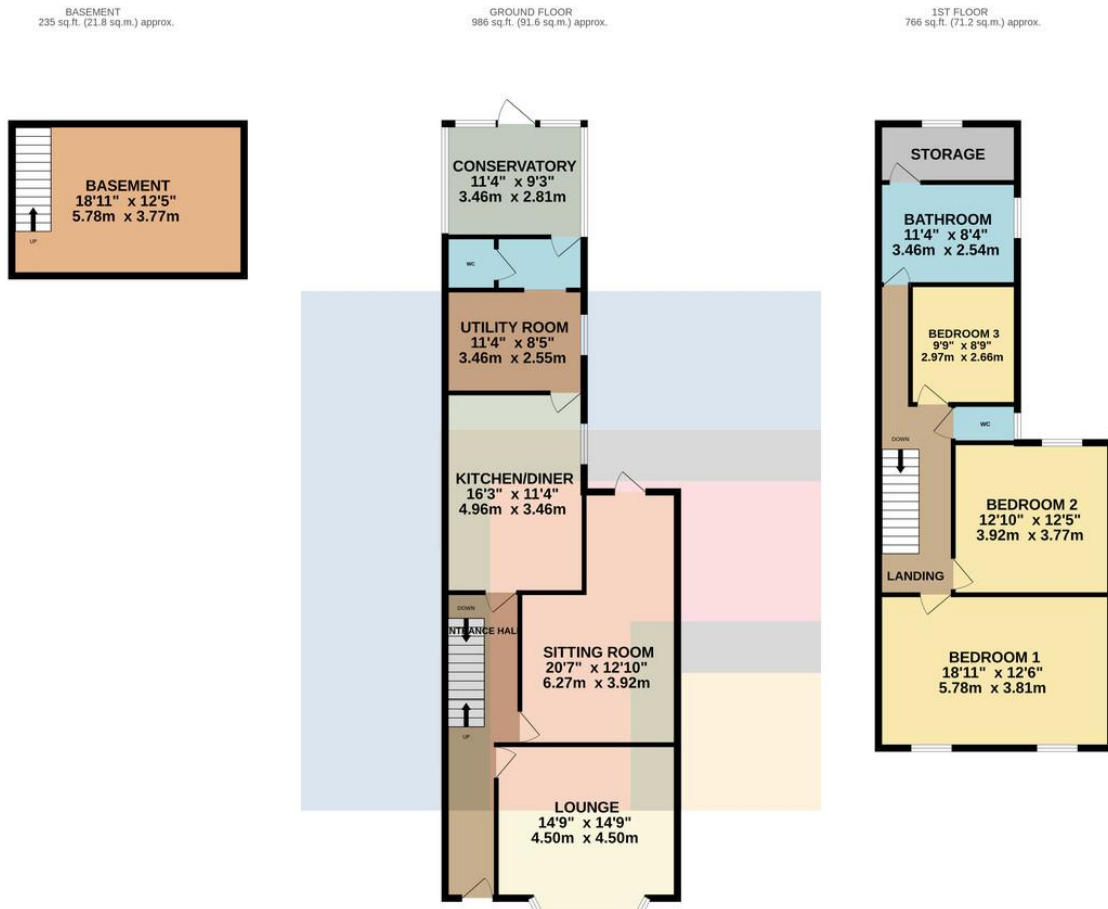 BASEMENT
235 sq.ft. (21.8 sq.m.) approx.
GROUND FLOOR
986 sq.ft. (91.6 sq.m.) approx.
1ST FLOOR
766 sq.ft. (71.2 sq.m.) approx.
BASEMENT
18'11" x 12'5"
5.78m x 3.77m
UP
CONSERVATORY
11'4" x 9'3"
3.46m x 2.81m
WC
UTILITY ROOM
11'4" x 8'5"
3.46m x 2.55m
KITCHEN/DINER
16'3" x 11'4"
4.96m x 3.46m
DOWN
NTRANCE HAL
UP
SITTING ROOM
20'7" x 12'10"
6.27m x 3.92m
LOUNGE
14'9" x 14'9"
4.50m x 4.50m
STORAGE
BATHROOM
11'4" x 8'4"
3.46m x 2.54m
BEDROOM 3
9'9" x 8'9"
2.97m x 2.66m
WC
DOWN
BEDROOM 2
12'10" x 12'5"
3.92m x 3.77m
LANDING
BEDROOM 1
18'11" x 12'6"
5.78m x 3.81m